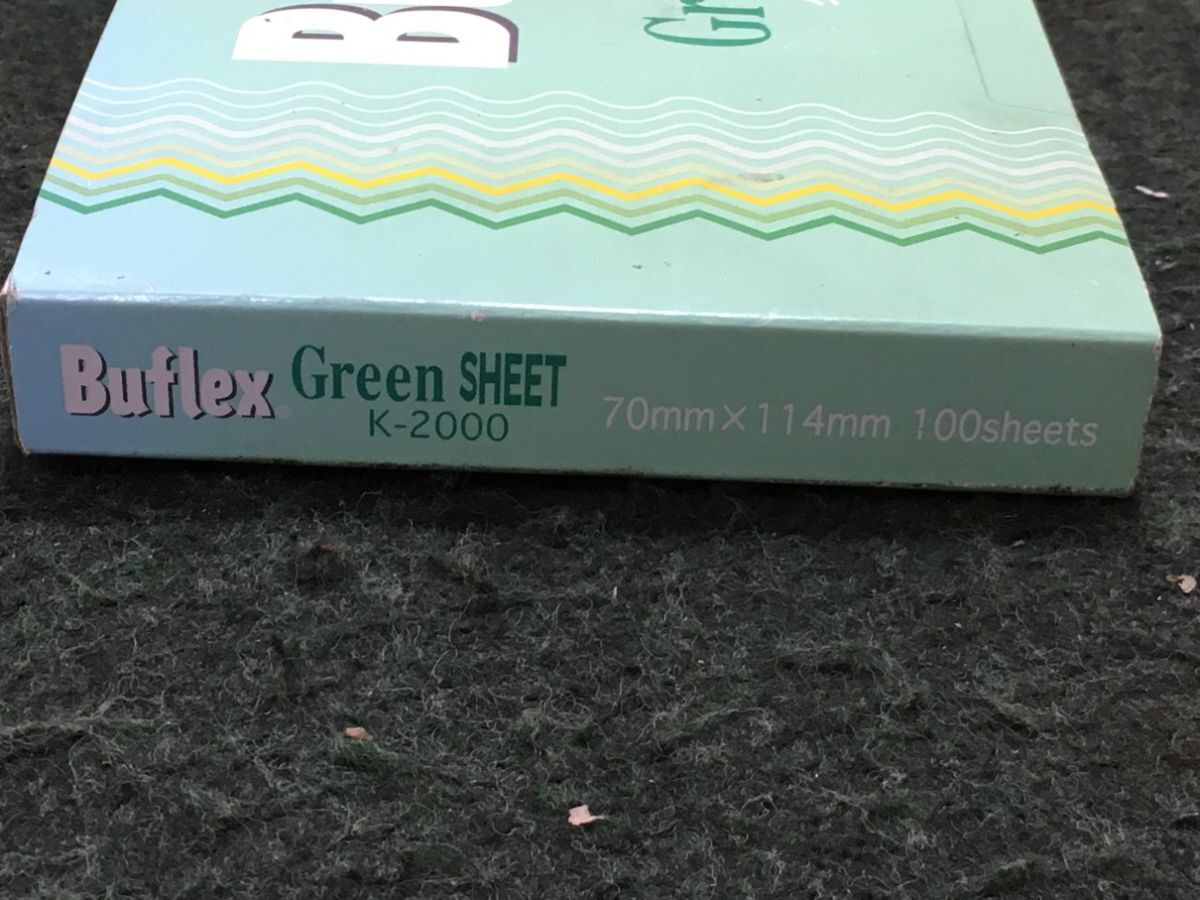 Buflex Green SHEET
K-2000
70mm×114mm 100sheets